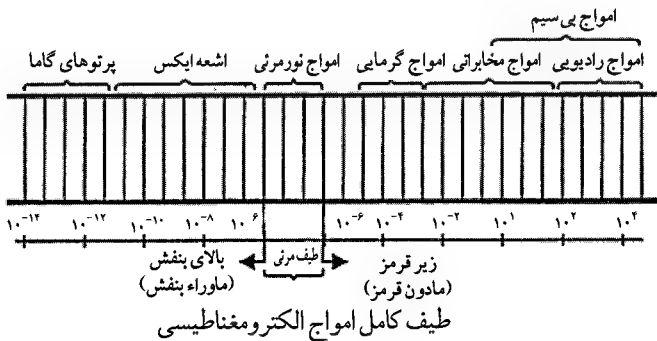 امواج بی سیم
امواج رادیویی امواج مخابراتی امواج گرمایی امواج نورمرئی اشعه ایکس پرتوهای گاما
۱۰⁻۱۴ ۱۰⁻۱۲ ۱۰⁻۱۰ ۱۰⁻۸ ۱۰⁻۶ ۱۰⁻۶ ۱۰⁻۴ ۱۰⁻۲ ۱۰۱ ۱۰۲ ۱۰۴
زیر قرمز طیف مرئی بالای بنفش
(مادون قرمز) (ماوراء بنفش)
طیف کامل امواج الکترومغناطیسی